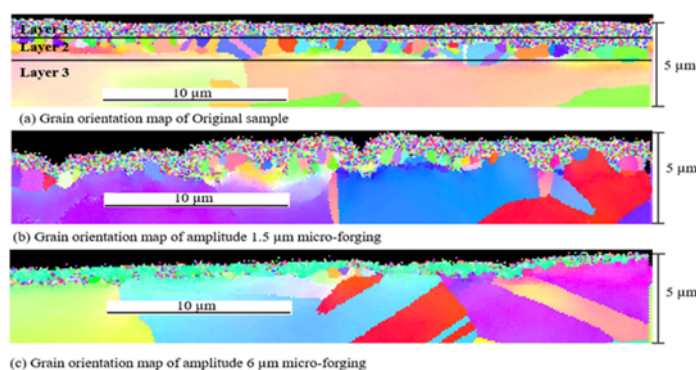 Layer 1
Layer 2
Layer 3
5 µm
10 µm
(a) Grain orientation map of Original sample
5 µm
10 µm
(b) Grain orientation map of amplitude 1.5 µm micro-forging
5 µm
10 µm
(c) Grain orientation map of amplitude 6 µm micro-forging